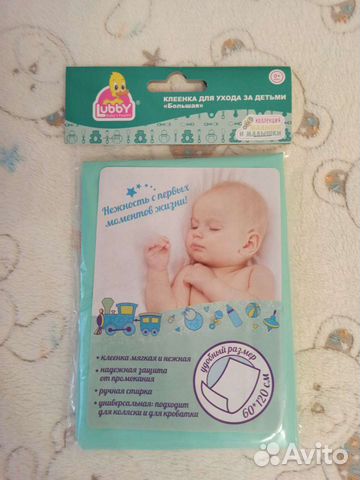 Lubby
КЛЕЕНКА ДЛЯ УХОДА ЗА ДЕТЬМИ
«Большая»
0+
КОЛЛЕКЦИЯ
МАЛЫШИ
И МАЛЫШКИ
Нежность с первых
моментов жизни!
• клеенка мягкая и нежная
• надежная защита
от промокания
• ручная стирка
• универсальная: подходит
для коляски и для кроватки
удобный размер
60*120 см
Avito